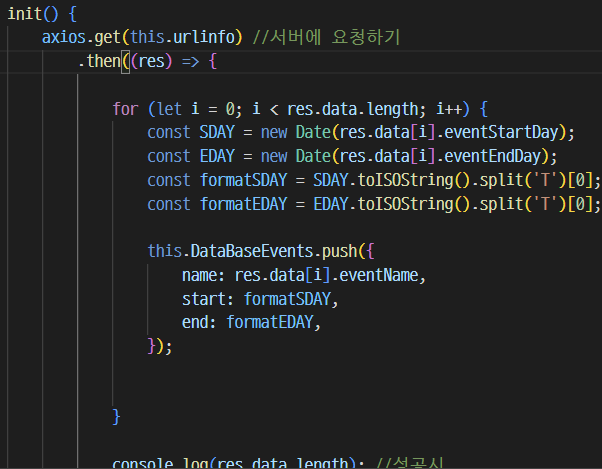 init() {
axios.get(this.urlinfo) //서버에 요청하기
.then((res) => {
for (let i = 0; i < res.data.length; i++) {
const SDAY = new Date(res.data[i].eventStartDay);
const EDAY = new Date(res.data[i].eventEndDay);
const formatSDAY = SDAY.toISOString().split('T')[0];
const formatEDAY = EDAY.toISOString().split('T')[0];
this.DataBaseEvents.push({
name: res.data[i].eventName,
start: formatSDAY,
end: formatEDAY,
});
}
console.log(res.data.length); //성공시